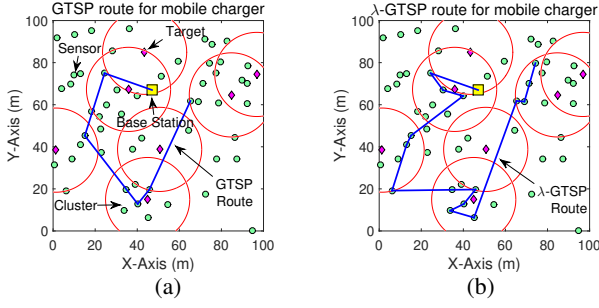 GTSP route for mobile charger
100
80
60
40
20
0
Y-Axis (m)
0 20 40 60 80 100
X-Axis (m)
Sensor
Target
Base Station
GTSP
Route
Cluster
(a)
λ-GTSP route for mobile charger
100
80
60
40
20
0
Y-Axis (m)
0 20 40 60 80 100
X-Axis (m)
λ-GTSP
Route
(b)